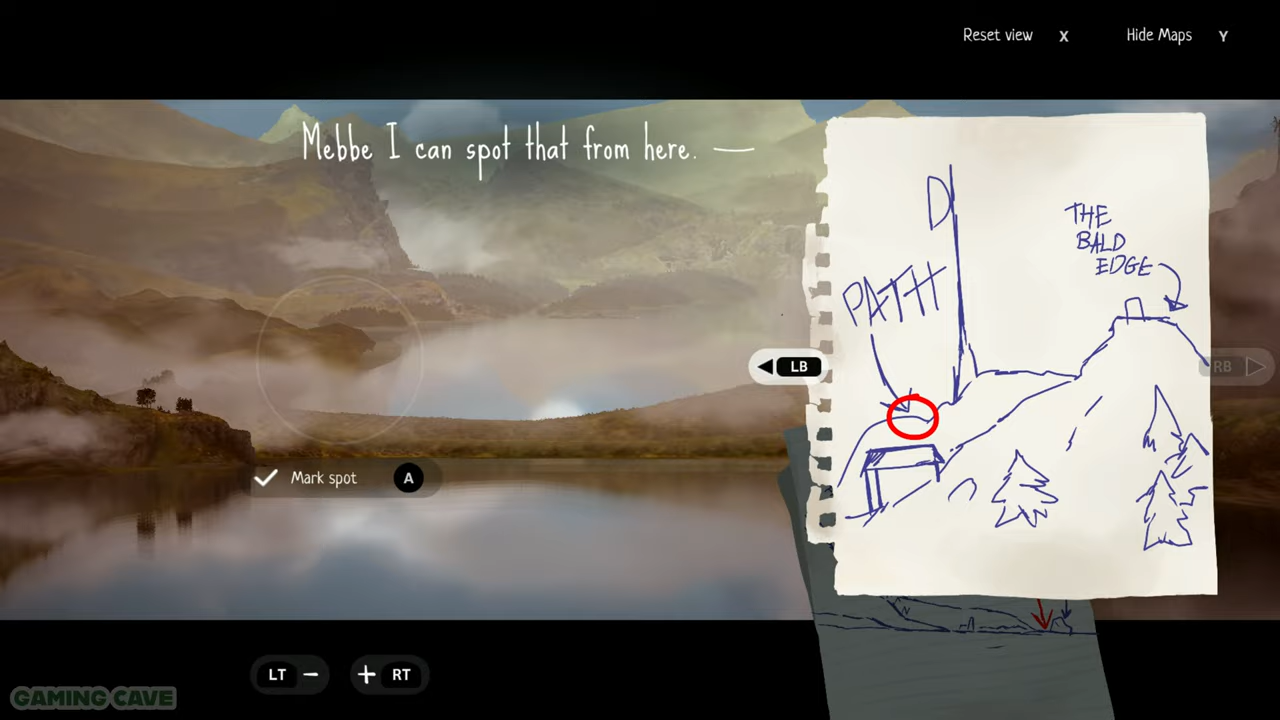 Reset view X
Hide Maps Y
Mebbe I can spot that from here. —
D
THE
BALD
EDGE
PATH
LB
RB
Mark spot A
LT −
+ RT
GAMING CAVE